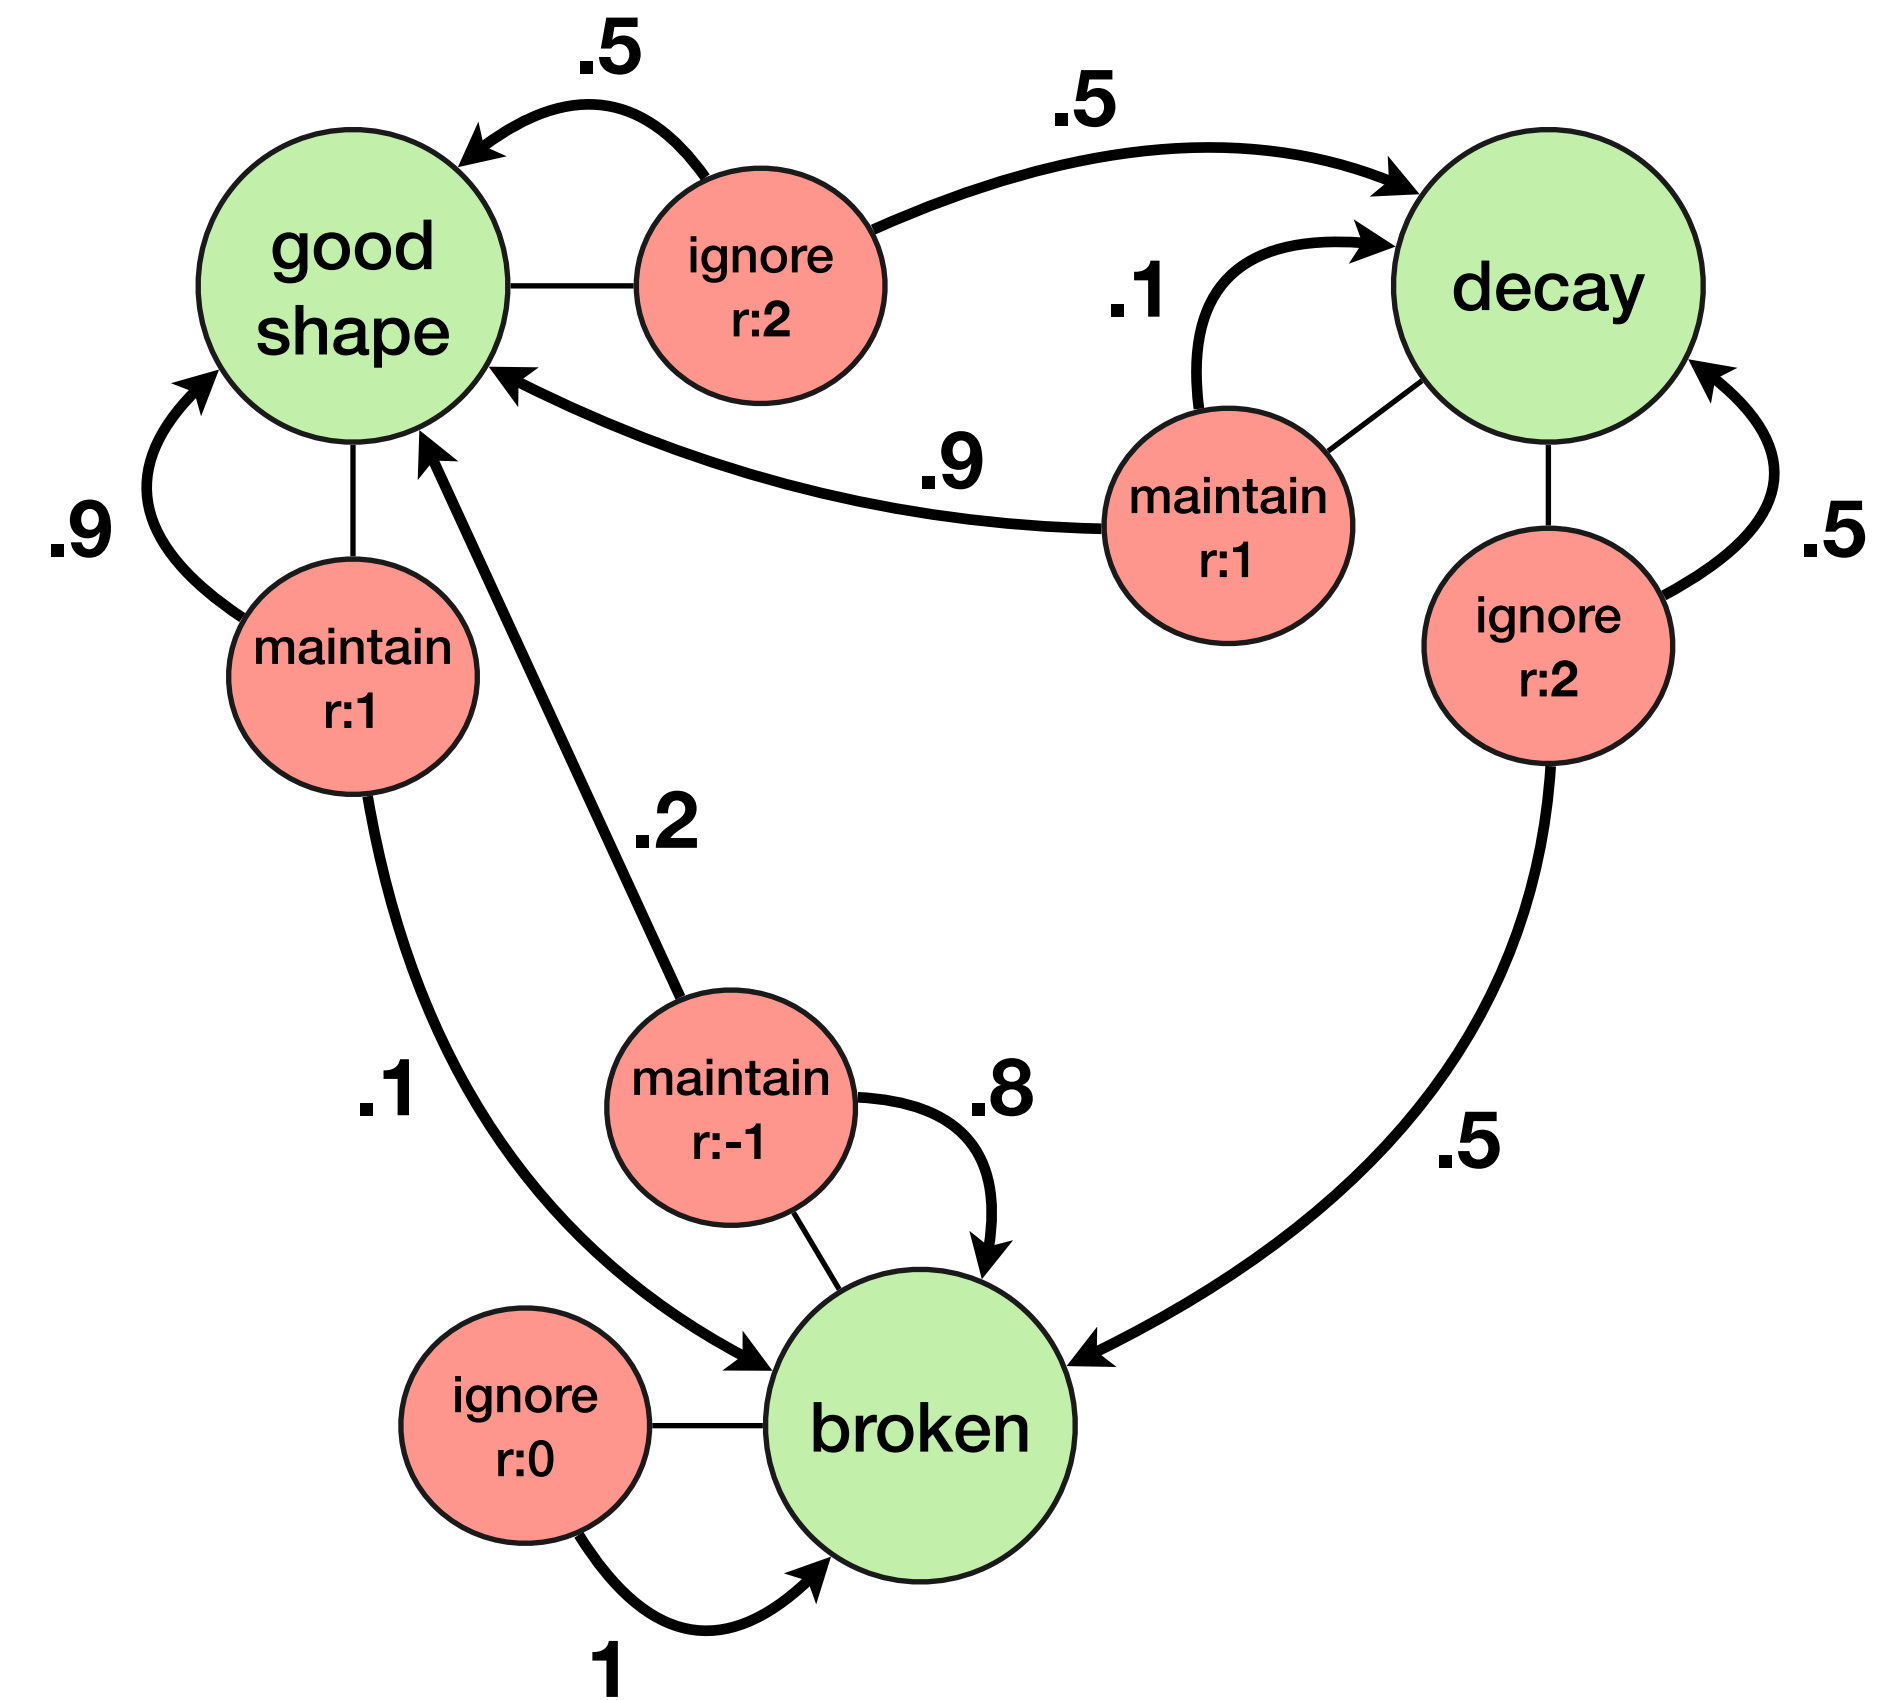 .5
.5
good
shape
ignore
r:2
decay
.1
.9
maintain
r:1
.9
.5
ignore
r:2
maintain
r:1
.2
.1
maintain
r:-1
.8
.5
ignore
r:0
broken
1